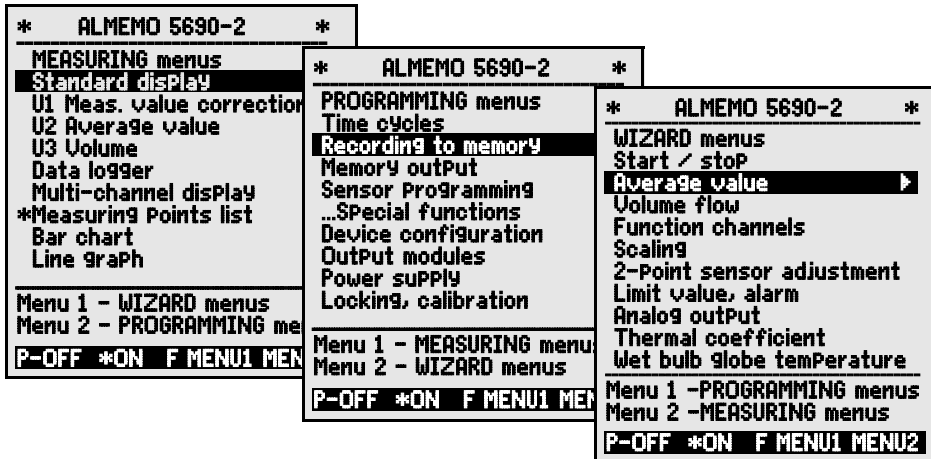 * ALMEMO 5690-2 *
MEASURING menus
Standard display
U1 Meas. value correction
U2 Average value
U3 Volume
Data logger
Multi-channel display
*Measuring Points list
Bar chart
Line graph
Menu 1 - WIZARD menus
Menu 2 - PROGRAMMING me
P-OFF *ON F MENU1 MEN
* ALMEMO 5690-2 *
PROGRAMMING menus
Time cycles
Recording to memory
Memory output
Sensor Programming
...Special functions
Device configuration
Output modules
Power supply
Locking, calibration
Menu 1 - MEASURING menu
Menu 2 - WIZARD menus
P-OFF *ON F MENU1 MEN
* ALMEMO 5690-2 *
WIZARD menus
Start / stop
Average value ▶
Volume flow
Function channels
Scaling
2-Point sensor adjustment
Limit value, alarm
Analog output
Thermal coefficient
Wet bulb globe temperature
Menu 1 -PROGRAMMING menus
Menu 2 -MEASURING menus
P-OFF *ON F MENU1 MENU2